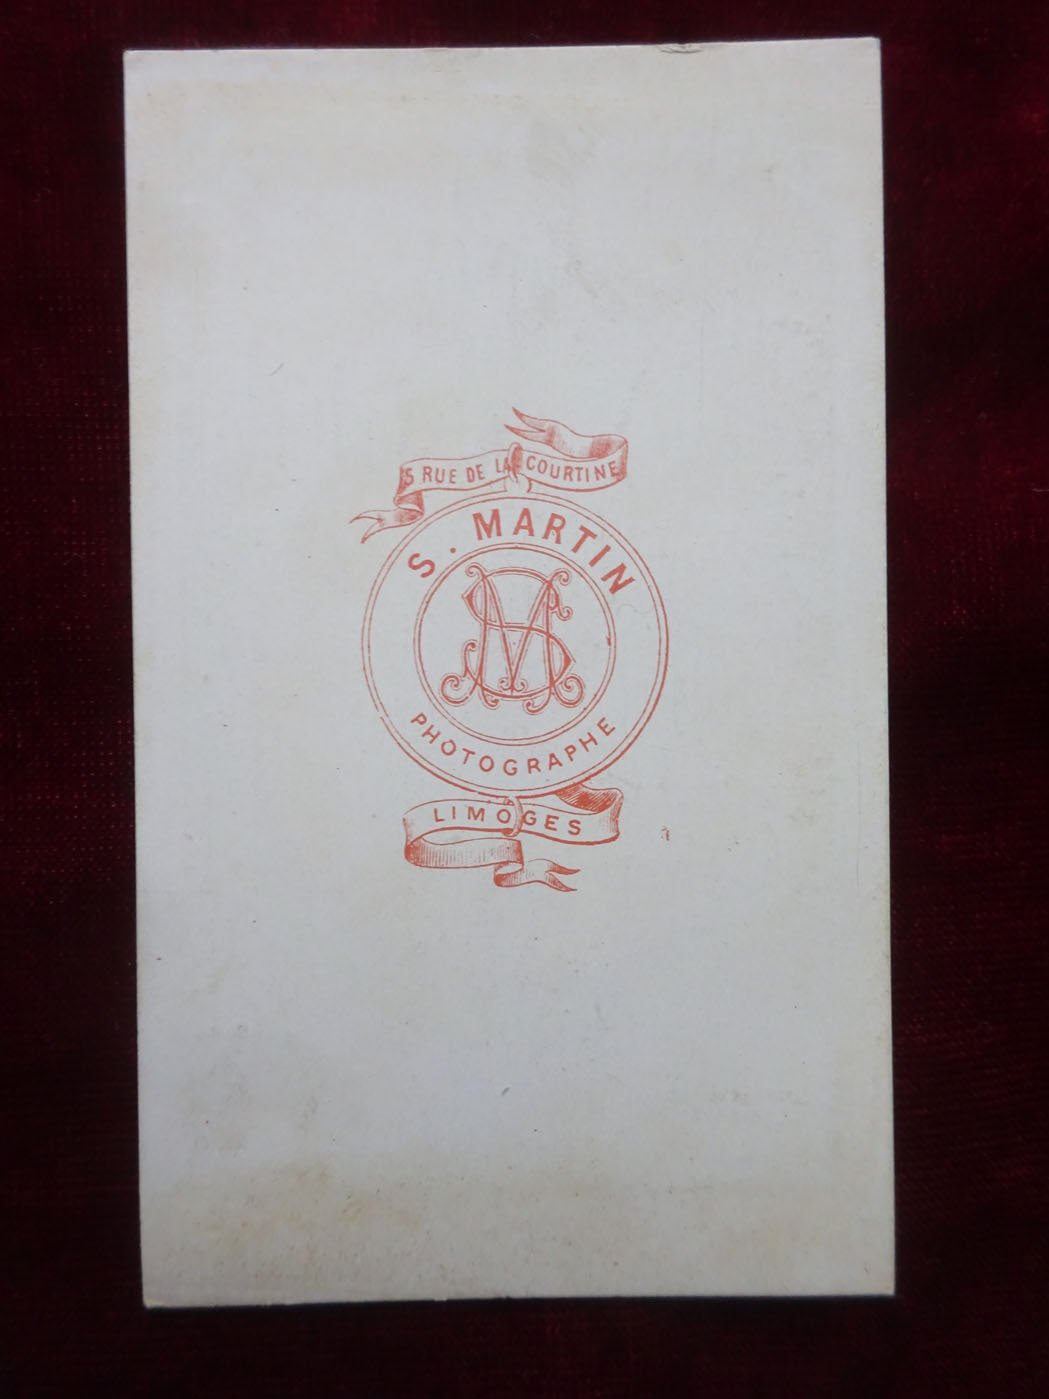 5 RUE DE LA COURTINE
S. MARTIN
SM
PHOTOGRAPHE
LIMOGES